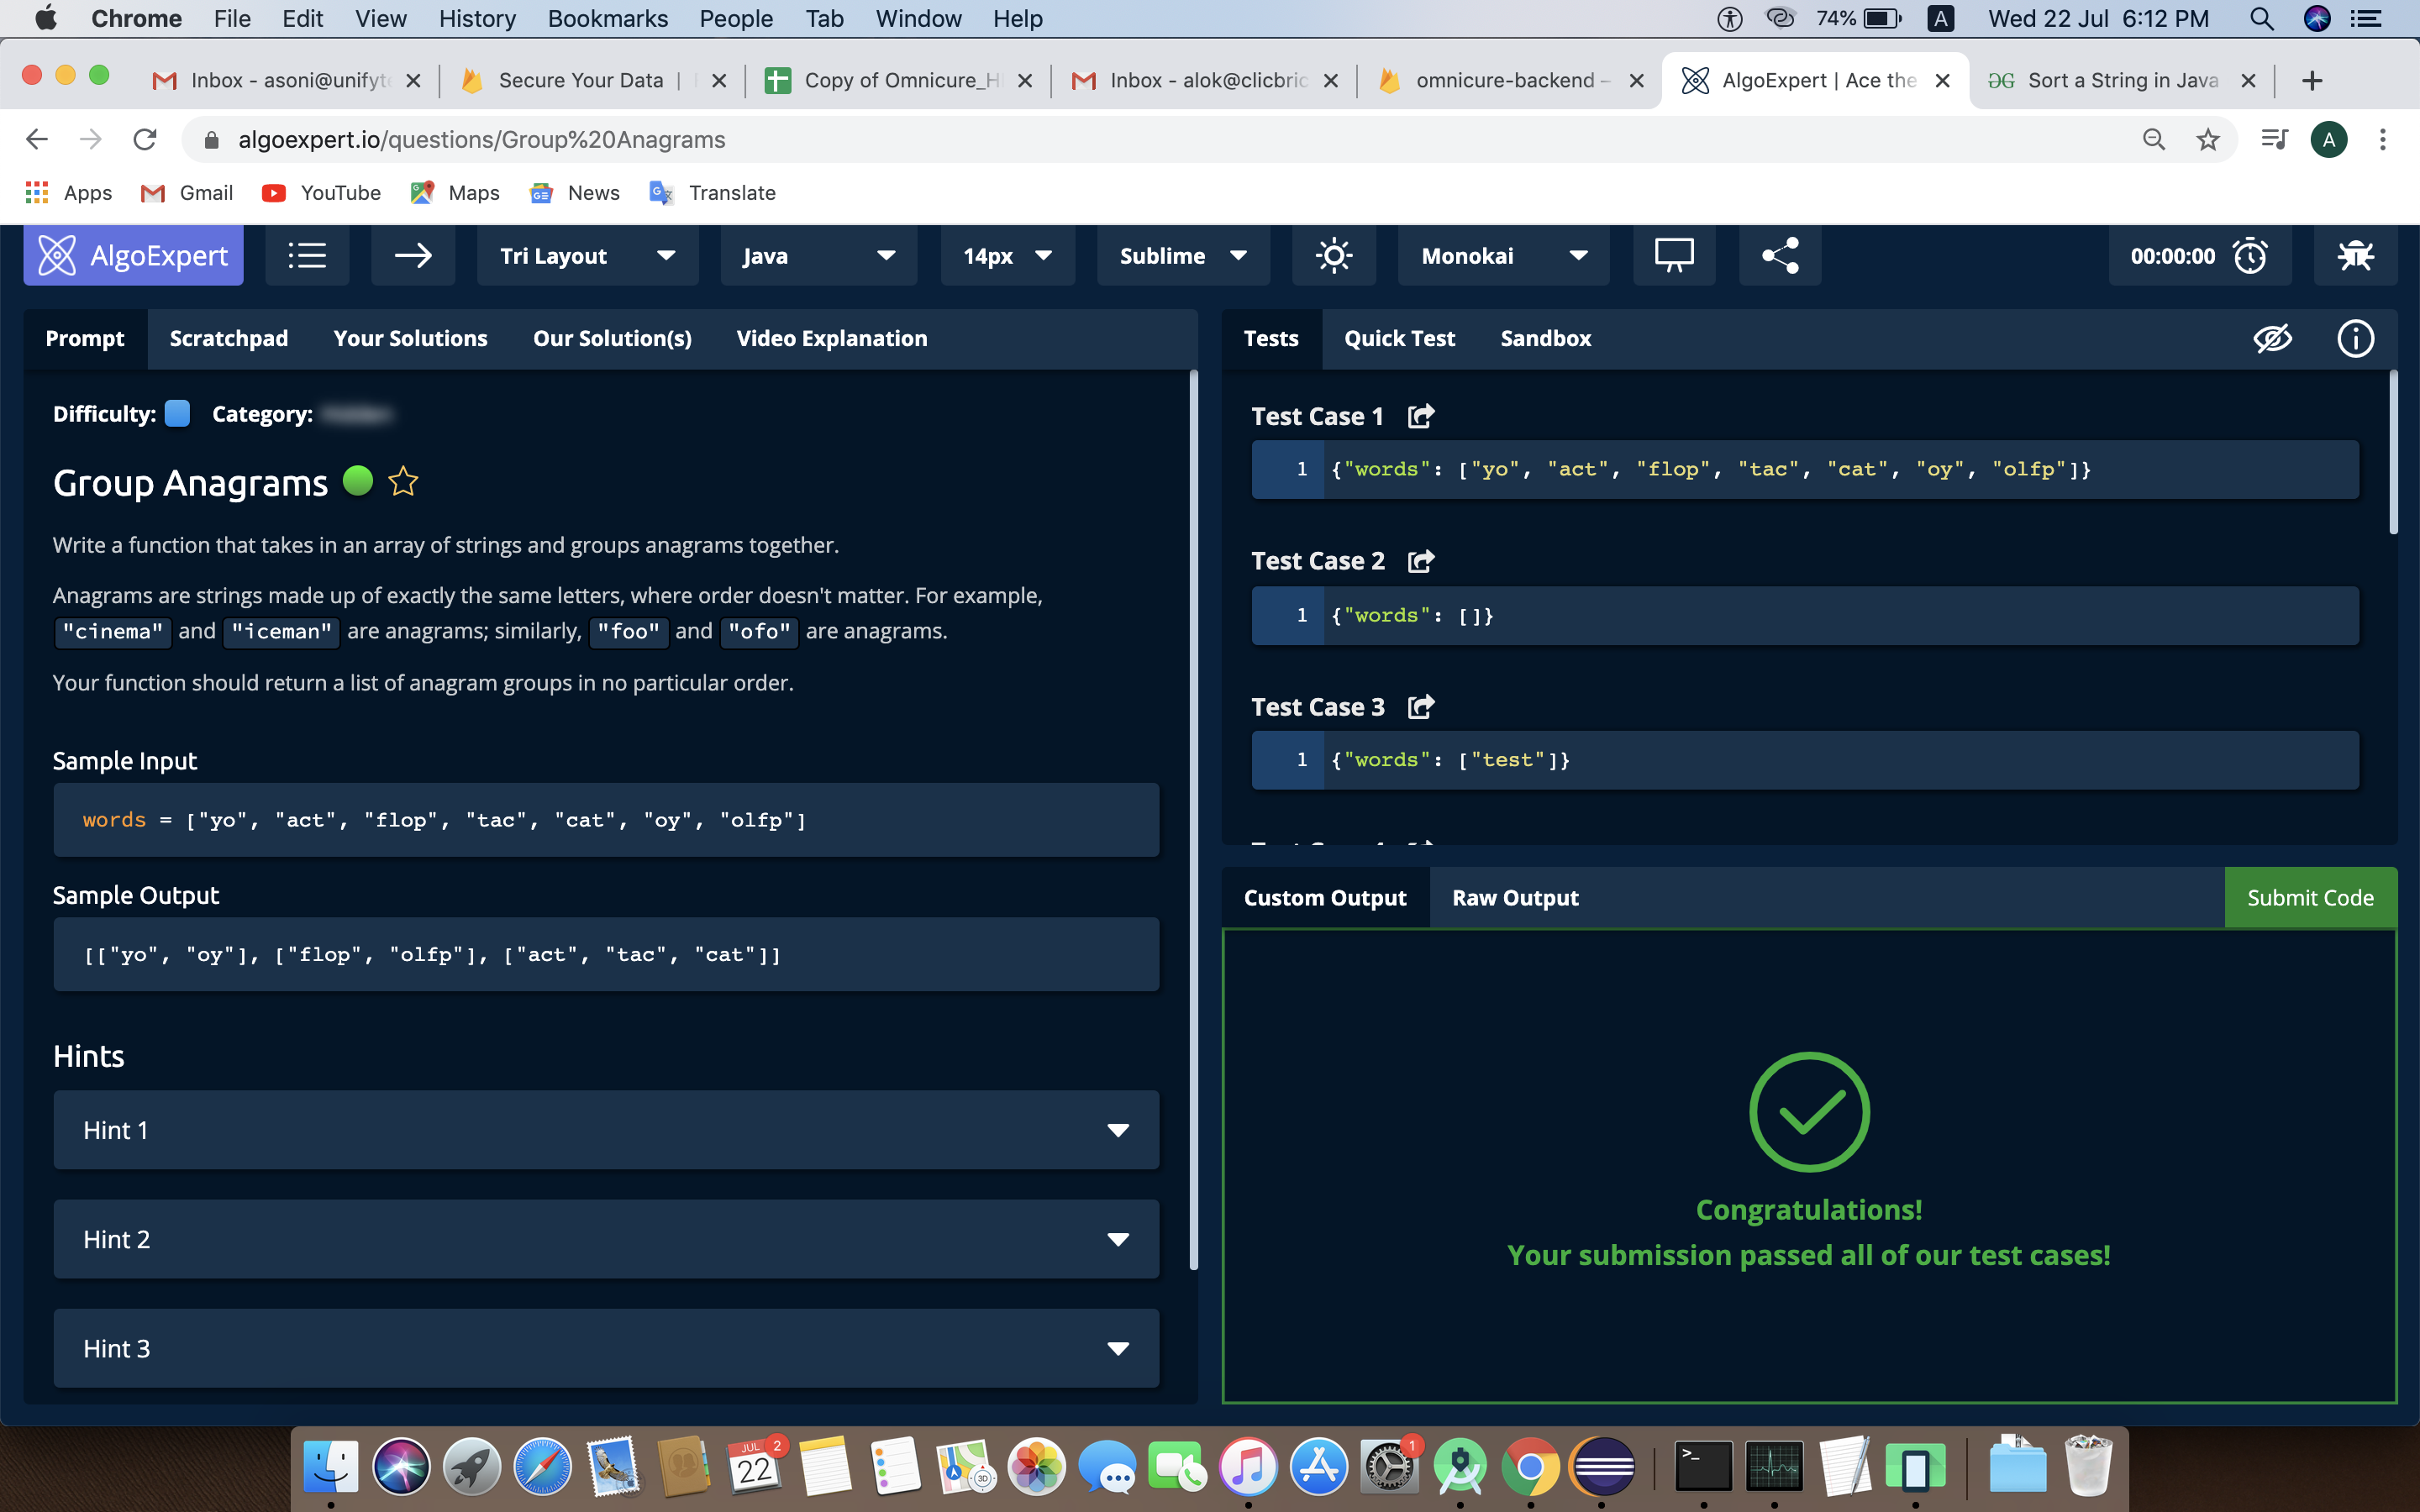 Chrome File Edit View History Bookmarks People Tab Window Help 74% A Wed 22 Jul 6:12 PM
Inbox - asoni@unifyte Secure Your Data | Copy of Omnicure_H Inbox - alok@clicbric omnicure-backend – AlgoExpert | Ace the Sort a String in Java
algoexpert.io/questions/Group%20Anagrams A
Apps Gmail YouTube Maps News Translate
AlgoExpert Tri Layout Java 14px Sublime Monokai 00:00:00
Prompt Scratchpad Your Solutions Our Solution(s) Video Explanation
Difficulty: Category:
Group Anagrams
Write a function that takes in an array of strings and groups anagrams together.
Anagrams are strings made up of exactly the same letters, where order doesn't matter. For example,
"cinema" and "iceman" are anagrams; similarly, "foo" and "ofo" are anagrams.
Your function should return a list of anagram groups in no particular order.
Sample Input
words = ["yo", "act", "flop", "tac", "cat", "oy", "olfp"]
Sample Output
[["yo", "oy"], ["flop", "olfp"], ["act", "tac", "cat"]]
Hints
Hint 1
Hint 2
Hint 3
Tests Quick Test Sandbox
Test Case 1
1 {"words": ["yo", "act", "flop", "tac", "cat", "oy", "olfp"]}
Test Case 2
1 {"words": []}
Test Case 3
1 {"words": ["test"]}
Custom Output Raw Output Submit Code
Congratulations!
Your submission passed all of our test cases!
JUL 2
22
3D
1